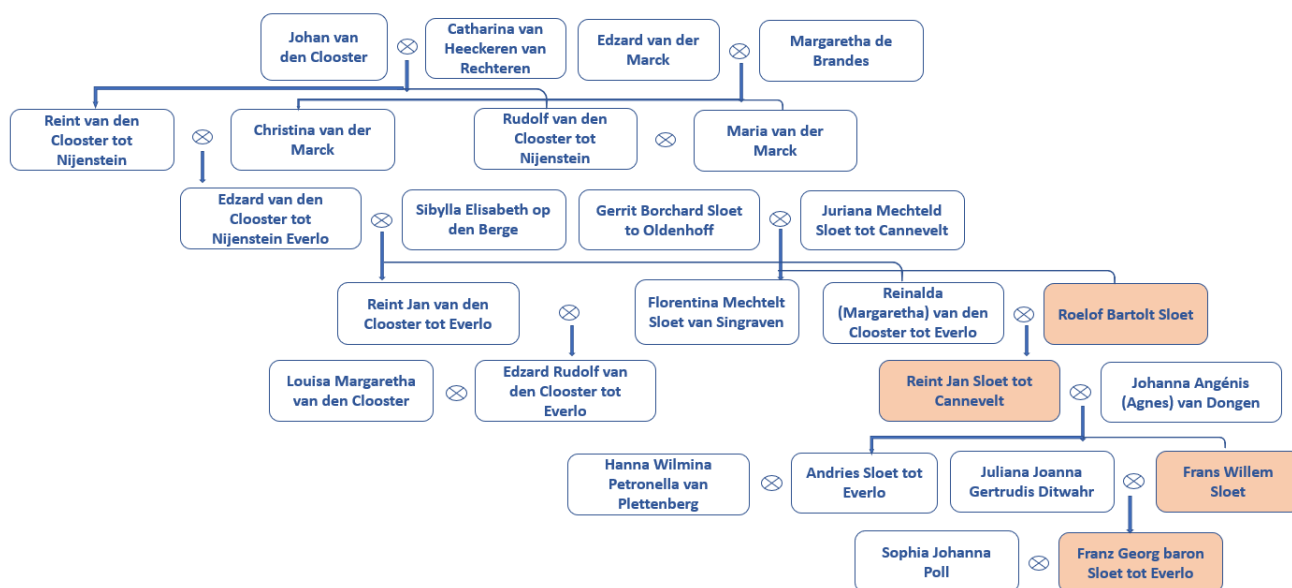 Johan van
den Clooster
Catharina van
Heeckeren van
Rechteren
Edzard van der
Marck
Margaretha de
Brandes
Reint van den
Clooster tot
Nijenstein
Christina van der
Marck
Rudolf van den
Clooster tot
Nijenstein
Maria van der
Marck
Edzard van den
Clooster tot
Nijenstein Everlo
Sibylla Elisabeth op
den Berge
Gerrit Borchard Sloet
to Oldenhoff
Juriana Mechteld
Sloet tot Cannevelt
Reint Jan van den
Clooster tot Everlo
Florentina Mechtelt
Sloet van Singraven
Reinalda
(Margaretha) van den
Clooster tot Everlo
Roelof Bartolt Sloet
Louisa Margaretha
van den Clooster
Edzard Rudolf van
den Clooster tot
Everlo
Reint Jan Sloet tot
Cannevelt
Johanna Angénis
(Agnes) van Dongen
Hanna Wilmina
Petronella van
Plettenberg
Andries Sloet tot
Everlo
Juliana Joanna
Gertrudis Ditwahr
Frans Willem
Sloet
Sophia Johanna
Poll
Franz Georg baron
Sloet tot Everlo